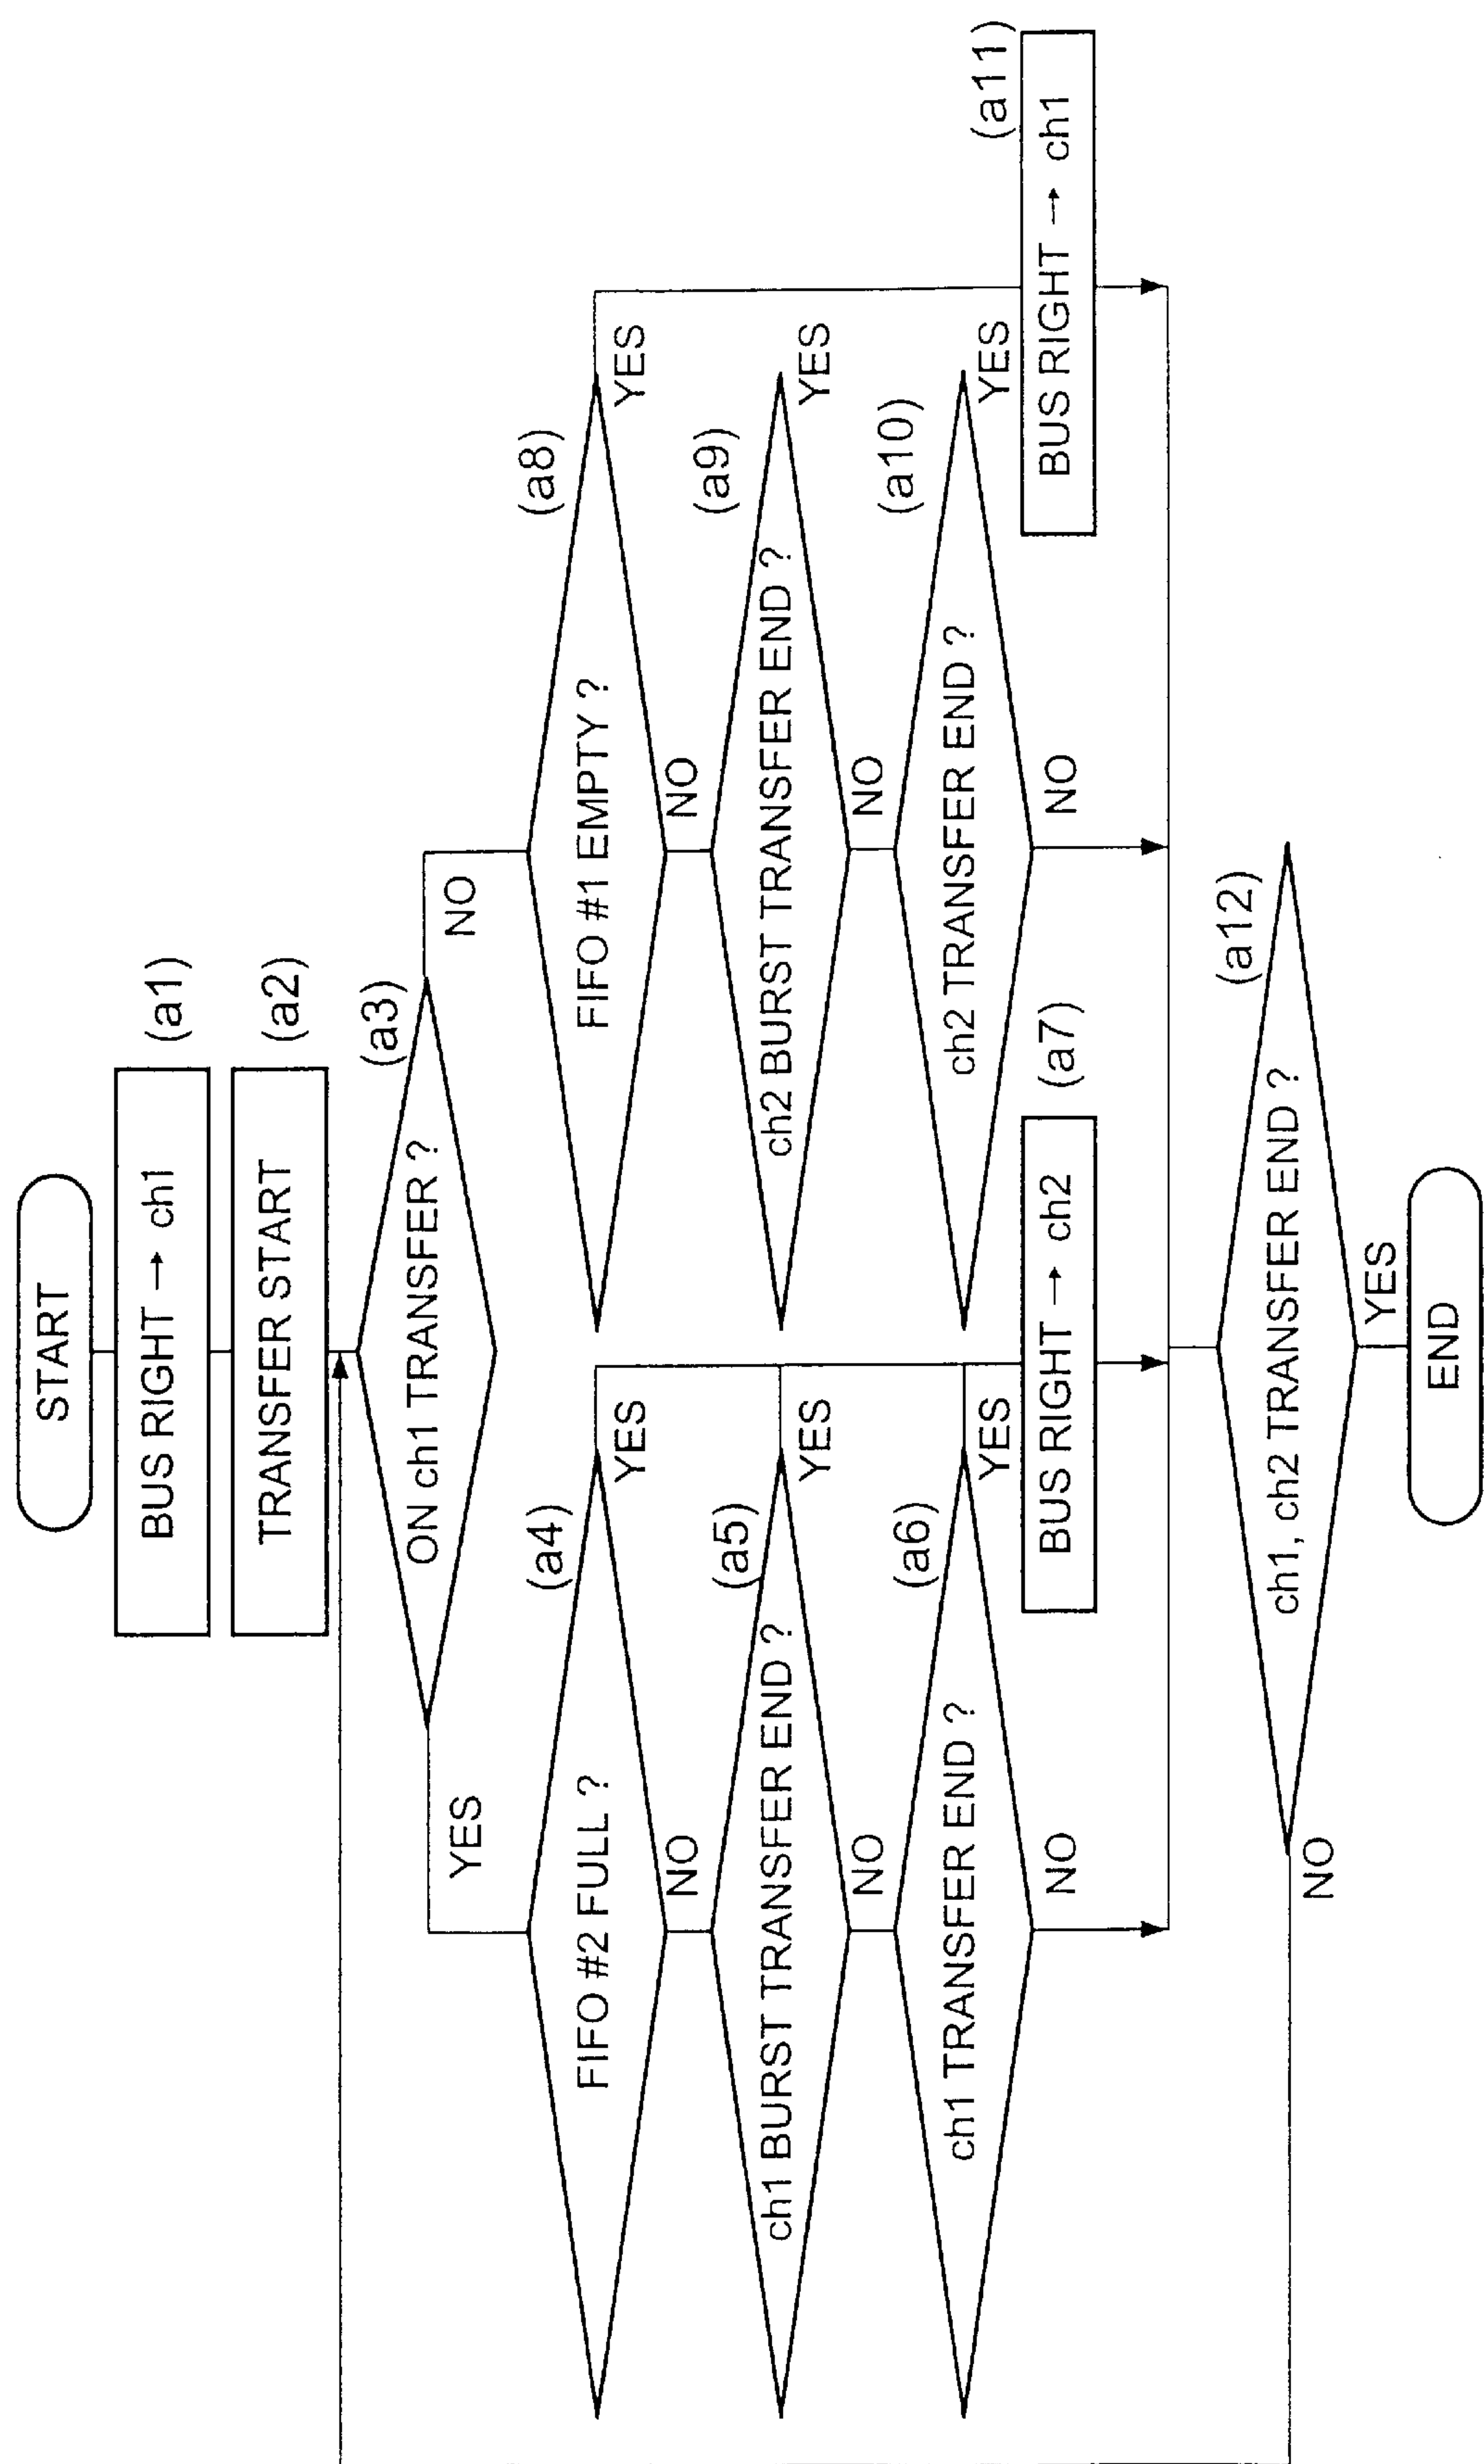 START
BUS RIGHT → ch1
(a1)
TRANSFER START
(a2)
ON ch1 TRANSFER ?
(a3)
YES
NO
FIFO #2 FULL ?
(a4)
YES
NO
ch1 BURST TRANSFER END ?
(a5)
YES
NO
ch1 TRANSFER END ?
(a6)
YES
NO
BUS RIGHT → ch2
(a7)
FIFO #1 EMPTY ?
(a8)
YES
NO
ch2 BURST TRANSFER END ?
(a9)
YES
NO
ch2 TRANSFER END ?
(a10)
YES
NO
BUS RIGHT → ch1
(a11)
ch1, ch2 TRANSFER END ?
(a12)
NO
YES
END